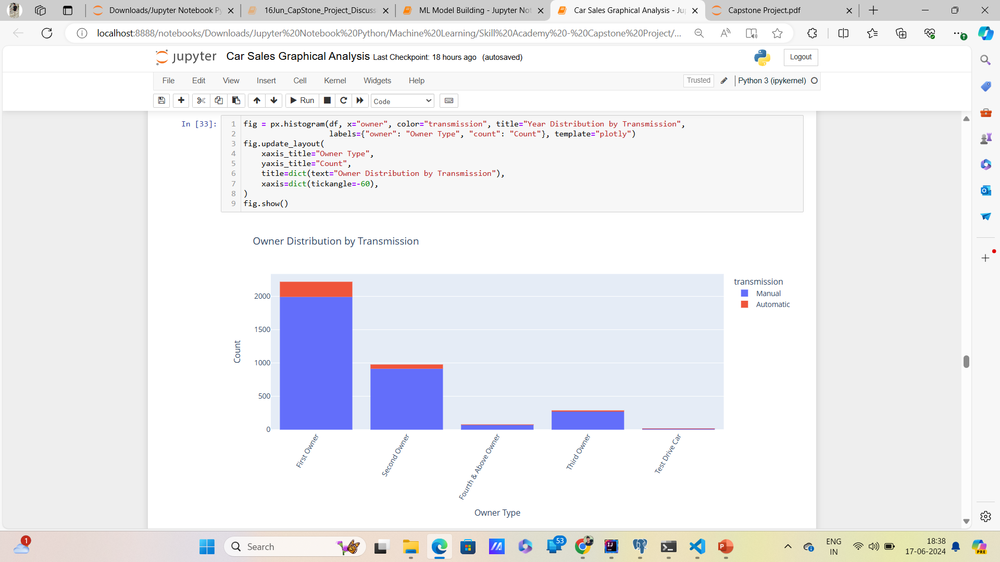 Downloads/Jupyter Notebook Py
16Jun_CapStone_Project_Discuss
ML Model Building - Jupyter Not
Car Sales Graphical Analysis - Ju
Capstone Project.pdf
localhost:8888/notebooks/Downloads/Jupyter%20Notebook%20Python/Machine%20Learning/Skill%20Academy%20-%20Capstone%20Project/...
jupyter Car Sales Graphical Analysis Last Checkpoint: 18 hours ago (autosaved)
Logout
File Edit View Insert Cell Kernel Widgets Help
Trusted
Python 3 (ipykernel)
Run
Code
In [33]:
1 fig = px.histogram(df, x="owner", color="transmission", title="Year Distribution by Transmission",
2 labels={"owner": "Owner Type", "count": "Count"}, template="plotly")
3 fig.update_layout(
4 xaxis_title="Owner Type",
5 yaxis_title="Count",
6 title=dict(text="Owner Distribution by Transmission"),
7 xaxis=dict(tickangle=-60),
8 )
9 fig.show()
Owner Distribution by Transmission
transmission
Manual
Automatic
2000
1500
1000
500
0
Count
First Owner
Second Owner
Fourth & Above Owner
Third Owner
Test Drive Car
Owner Type
1
Search
53
PRE
ENG
IN
18:38
17-06-2024